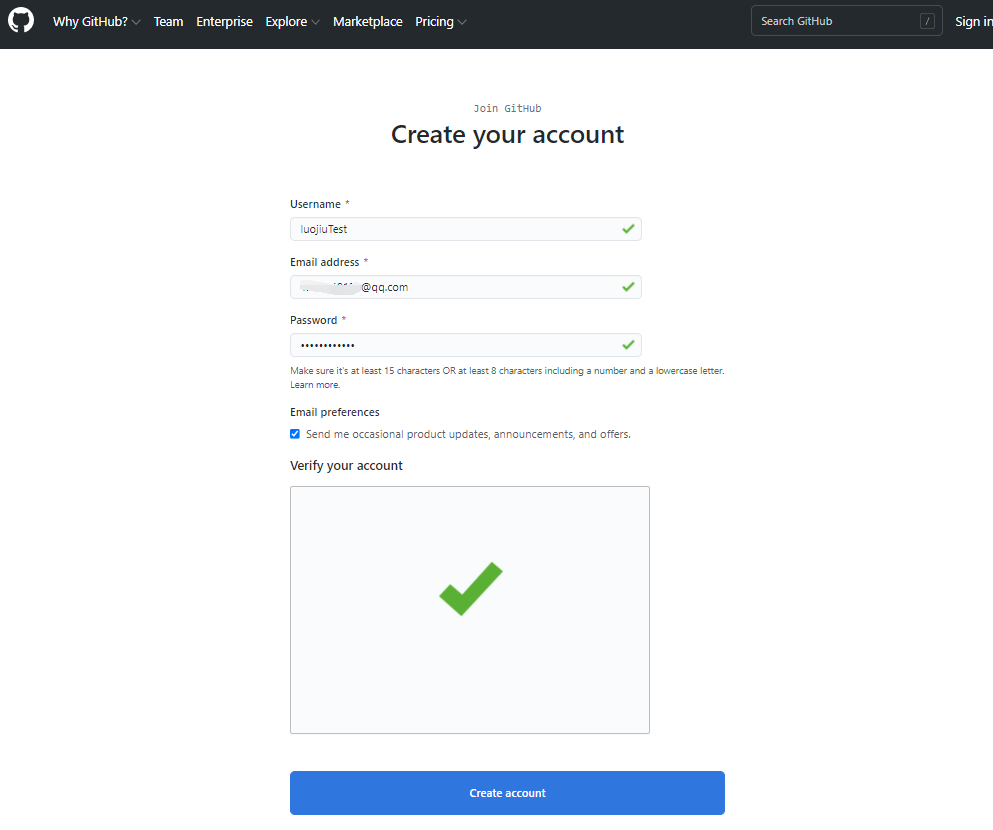 Why GitHub? Team Enterprise Explore Marketplace Pricing Search GitHub / Sign in
Join GitHub
Create your account
Username *
luojiuTest
Email address *
@qq.com
Password *
••••••••••••
Make sure it's at least 15 characters OR at least 8 characters including a number and a lowercase letter.
Learn more.
Email preferences
Send me occasional product updates, announcements, and offers.
Verify your account
Create account